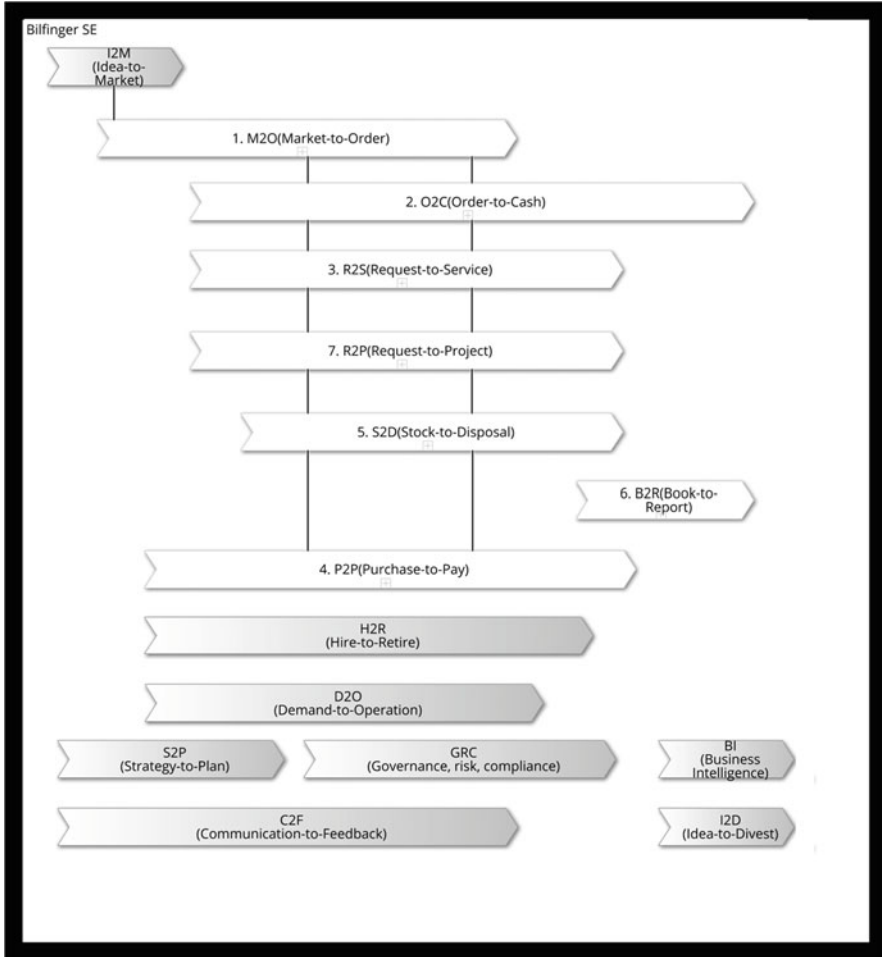 Bilfinger SE
I2M
(Idea-to-
Market)
1. M2O(Market-to-Order)
2. O2C(Order-to-Cash)
3. R2S(Request-to-Service)
7. R2P(Request-to-Project)
5. S2D(Stock-to-Disposal)
6. B2R(Book-to-
Report)
4. P2P(Purchase-to-Pay)
H2R
(Hire-to-Retire)
D2O
(Demand-to-Operation)
S2P
(Strategy-to-Plan)
GRC
(Governance, risk, compliance)
BI
(Business
Intelligence)
C2F
(Communication-to-Feedback)
I2D
(Idea-to-Divest)